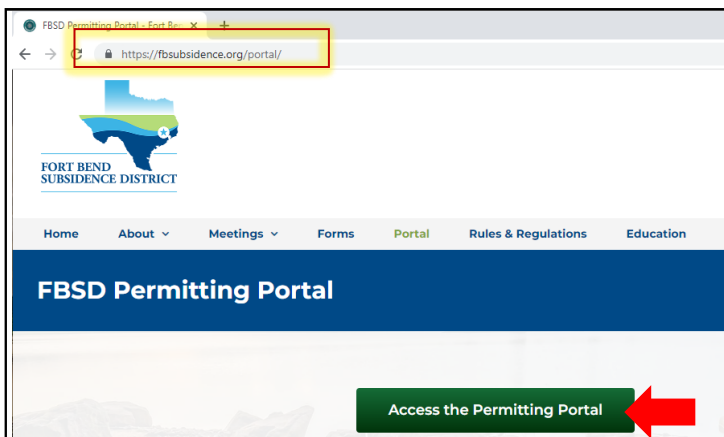 FBSD Permitting Portal - Fort Be
https://fbsubsidence.org/portal/
FORT BEND
SUBSIDENCE DISTRICT
Home About Meetings Forms Portal Rules & Regulations Education
FBSD Permitting Portal
Access the Permitting Portal